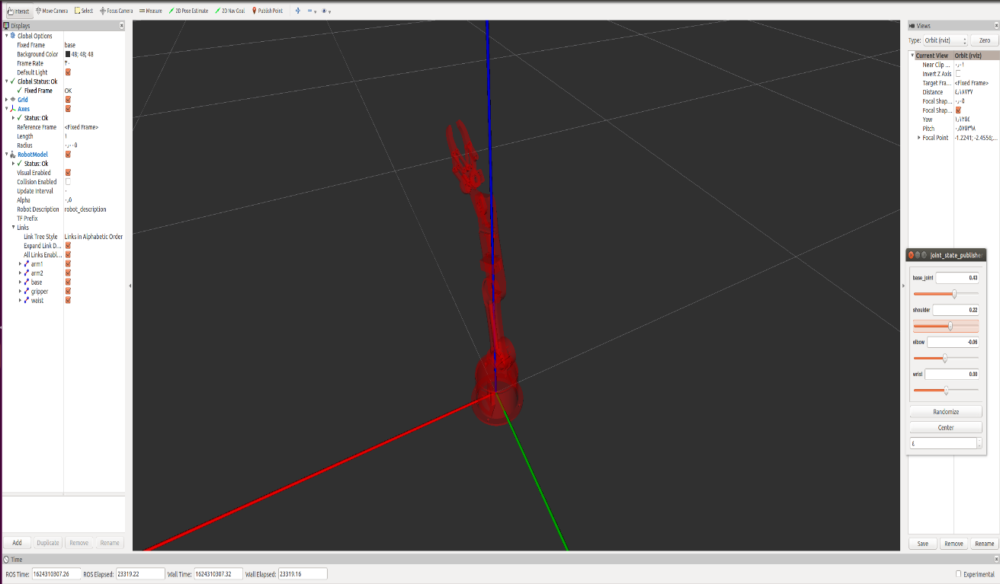 Interact Move Camera Select Focus Camera Measure 2D Pose Estimate 2D Nav Goal Publish Point
Displays
Global Options
Fixed Frame base
Background Color 48; 48; 48
Frame Rate ٣٠
Default Light
Global Status: Ok
Fixed Frame OK
Grid
Axes
Status: Ok
Reference Frame <Fixed Frame>
Length ١
Radius ٠٫٠٠٥
RobotModel
Status: Ok
Visual Enabled
Collision Enabled
Update Interval ٠
Alpha ٠٫٥
Robot Description robot_description
TF Prefix
Links
Link Tree Style Links in Alphabetic Order
Expand Link D...
All Links Enabl...
arm1
arm2
base
gripper
waist
Add Duplicate Remove Rename
Views
Type: Orbit (rviz) Zero
Current View Orbit (rviz)
Near Clip ... ٠٫٠١
Invert Z Axis
Target Fra... <Fixed Frame>
Distance ٤٫١٨٧٣٧
Focal Shap... ٠٫٠٥
Focal Shap...
Yaw ١٫١٢٥٤
Pitch ٠٫٥٧٥٣٩٨
Focal Point -1.2241; -2.4556;...
joint_state_publishe
base_joint 0.43
shoulder 0.22
elbow -0.06
wrist 0.00
Randomize
Center
٤
Save Remove Rename
Time
ROS Time: 1624310307.26 ROS Elapsed: 23319.22 Wall Time: 1624310307.32 Wall Elapsed: 23319.16 Experimental